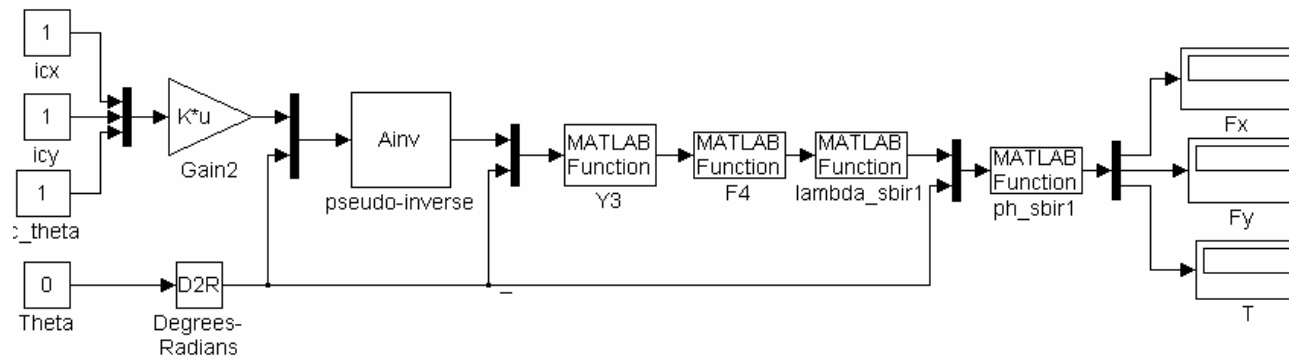 1
icx
1
icy
1
c_theta
K*u
Gain2
Ainv
pseudo-inverse
MATLAB
Function
Y3
MATLAB
Function
F4
MATLAB
Function
lambda_sbir1
MATLAB
Function
ph_sbir1
Fx
Fy
T
0
Theta
D2R
Degrees-
Radians